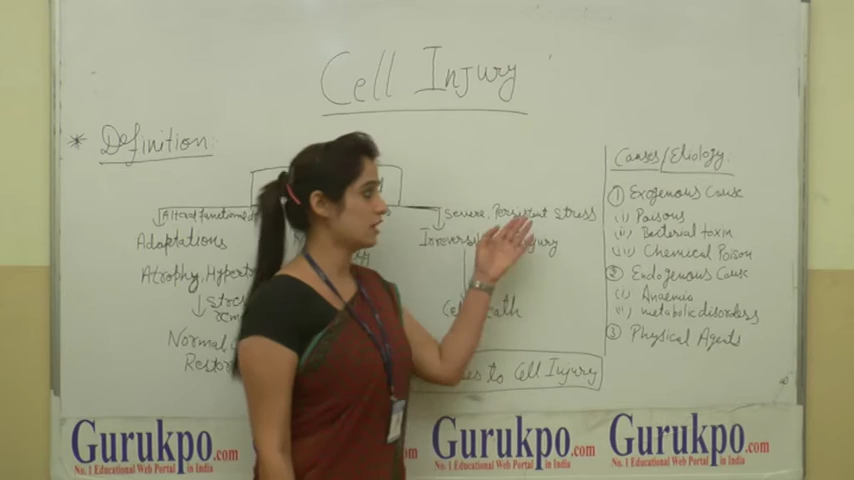 Cell Injury
* Definition:
Altered functional
Adaptations
Atrophy, Hypertr
Normal
Restor
Severe, Persistent Stress
Injury
to Cell Injury
Causes/Etiology:
① Exogenous Cause
(i) Poisons
(ii) Bacterial toxin
(iii) Chemical Poison
② Endogenous Cause
(i) Anaemia
(ii) metabolic disorders
③ Physical Agents
Gurukpo.com
No. 1 Educational Web Portal in India
.com
Gurukpo.com
No. 1 Educational Web Portal in India
Gurukpo.com
No. 1 Educational Web Portal in India